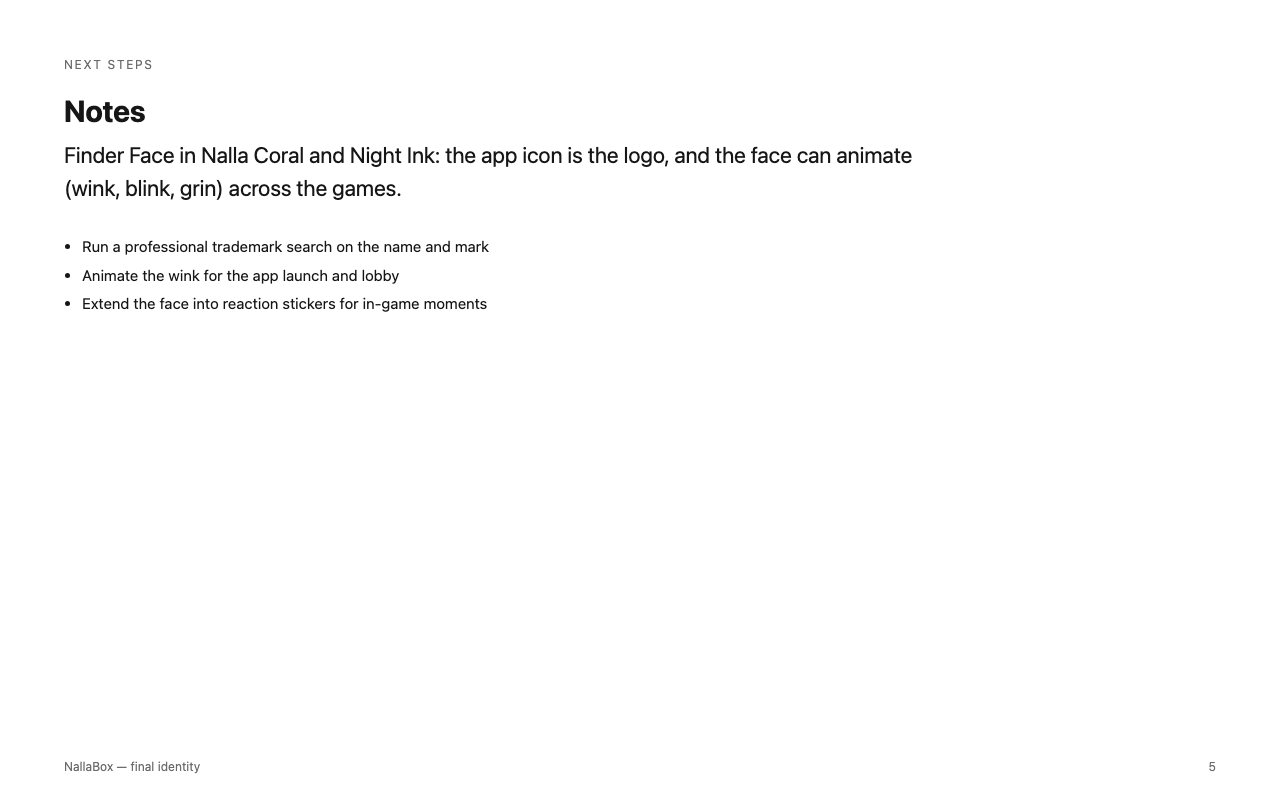 NEXT STEPS
Notes
Finder Face in Nalla Coral and Night Ink: the app icon is the logo, and the face can animate
(wink, blink, grin) across the games.
• Run a professional trademark search on the name and mark
• Animate the wink for the app launch and lobby
• Extend the face into reaction stickers for in-game moments
NallaBox — final identity
5